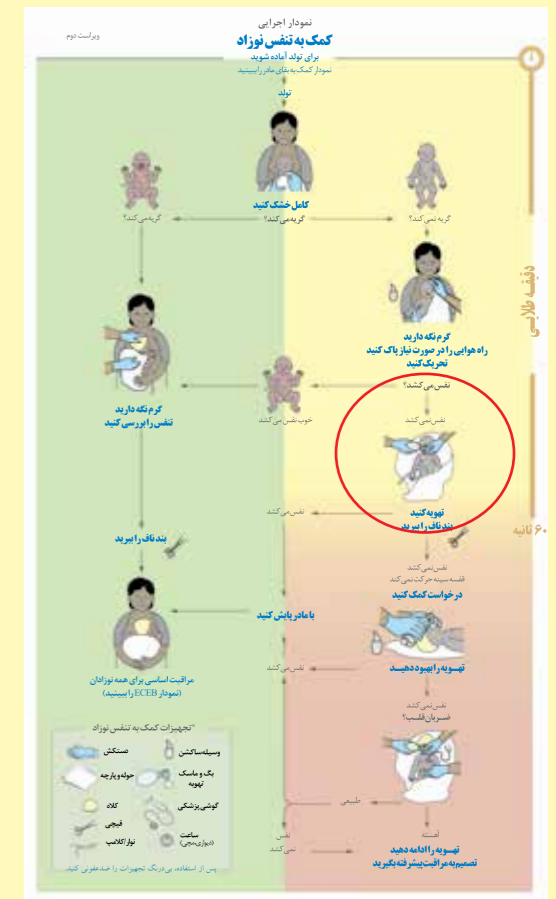 نمودار اجرایی
ویراست دوم
کمک به تنفس نوزاد
برای تولد آماده شوید
نمودار کمک به بقای مادر را ببینید
تولد
کامل خشک کنید
گریه می‌کند؟
گریه نمی‌کند؟
گریه می‌کند؟
دقیقه طلایی
گرم نگه دارید
راه هوایی را در صورت نیاز پاک کنید
تحریک کنید
نفس می‌کشد؟
گرم نگه دارید
تنفس را بررسی کنید
خوب نفس می‌کشد
نفس نمی‌کشد
تهویه کنید
بند ناف را ببرید
نفس می‌کشد
۶۰ ثانیه
بند ناف را ببرید
نفس نمی‌کشد
قفسه سینه حرکت نمی‌کند
درخواست کمک کنید
با مادر پایش کنید
تهویه را بهبود دهید
نفس می‌کشد
مراقبت اساسی برای همه نوزادان
(نمودار ECEB را ببینید)
نفس نمی‌کشد
ضربان قلب؟
طبیعی
آهسته
تهویه را ادامه دهید
تصمیم به مراقبت پیشرفته بگیرید
نفس
نمی‌کشد
*تجهیزات کمک به تنفس نوزاد
وسیله ساکشن
دستکش
بگ و ماسک
تهویه
حوله و پارچه
گوشی پزشکی
کلاه
ساعت
(دیواری، مچی)
قیچی
نوار/کلامپ
پس از استفاده، بی‌درنگ تجهیزات را ضدعفونی کنید.